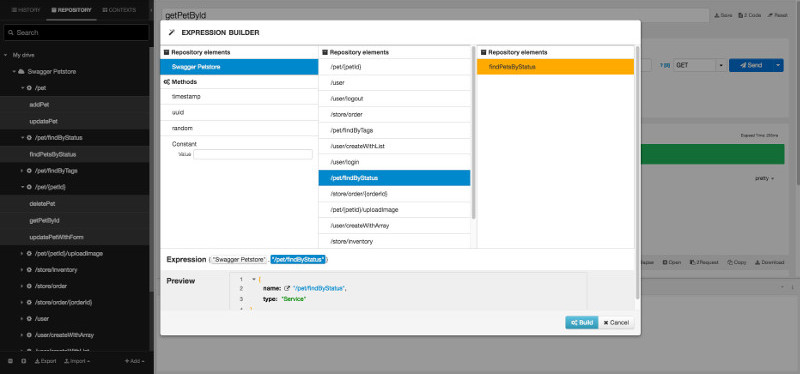 HISTORY REPOSITORY CONTESTS
Search
My drive
Swagger Petstore
/pet
addPet
updatePet
/pet/findByStatus
findPetsByStatus
/pet/findByTags
/pet/{petId}
deletePet
getPetById
updatePetWithForm
/pet/{petId}/uploadImage
/store/inventory
/store/order
/store/order/{orderId}
/user
/user/createWithArray
/user/createWithList
Export Import Add
getPetById
Save 2 Code Reset
GET Send
Elapsed Time: 
pretty
Open Request Copy Download
EXPRESSION BUILDER
Repository elements
Swagger Petstore
Methods
timestamp
uuid
random
Constant
Value
Repository elements
/pet/{petId}
/user
/user/logout
/store/order
/pet/findByTags
/user/createWithList
/user/login
/pet/findByStatus
/store/order/{orderId}
/pet/{petId}/uploadImage
/user/createWithArray
/store/inventory
Repository elements
findPetsByStatus
Expression {"Swagger Petstore"."/pet/findByStatus"}
Preview
1 {
2 name: "/pet/findByStatus",
3 type: "Service"
4 }
Build Cancel